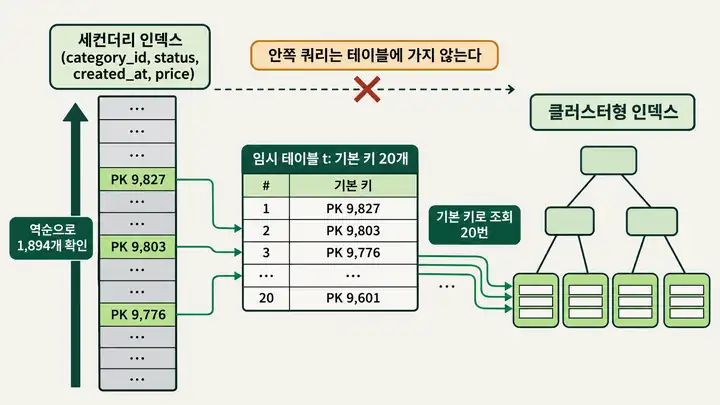 세컨더리 인덱스
(category_id, status,
created_at, price)
안쪽 쿼리는 테이블에 가지 않는다
클러스터형 인덱스
역순으로
1,894개 확인
...
...
...
PK 9,827
...
...
PK 9,803
...
...
PK 9,776
...
...
...
임시 테이블 t: 기본 키 20개
# 기본 키
1 PK 9,827
2 PK 9,803
3 PK 9,776
... ...
20 PK 9,601
기본 키로 조회
20번
...